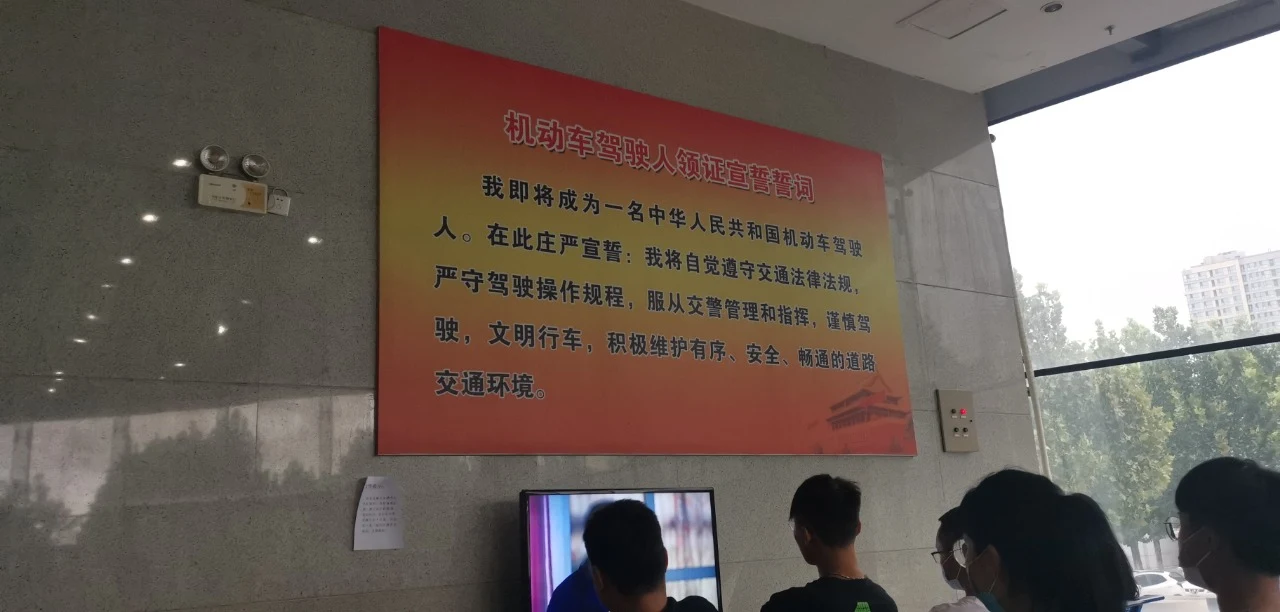 机动车驾驶人领证宣誓誓词
我即将成为一名中华人民共和国机动车驾驶
人。在此庄严宣誓：我将自觉遵守交通法律法规，
严守驾驶操作规程，服从交警管理和指挥，谨慎驾
驶，文明行车，积极维护有序、安全、畅通的道路
交通环境。